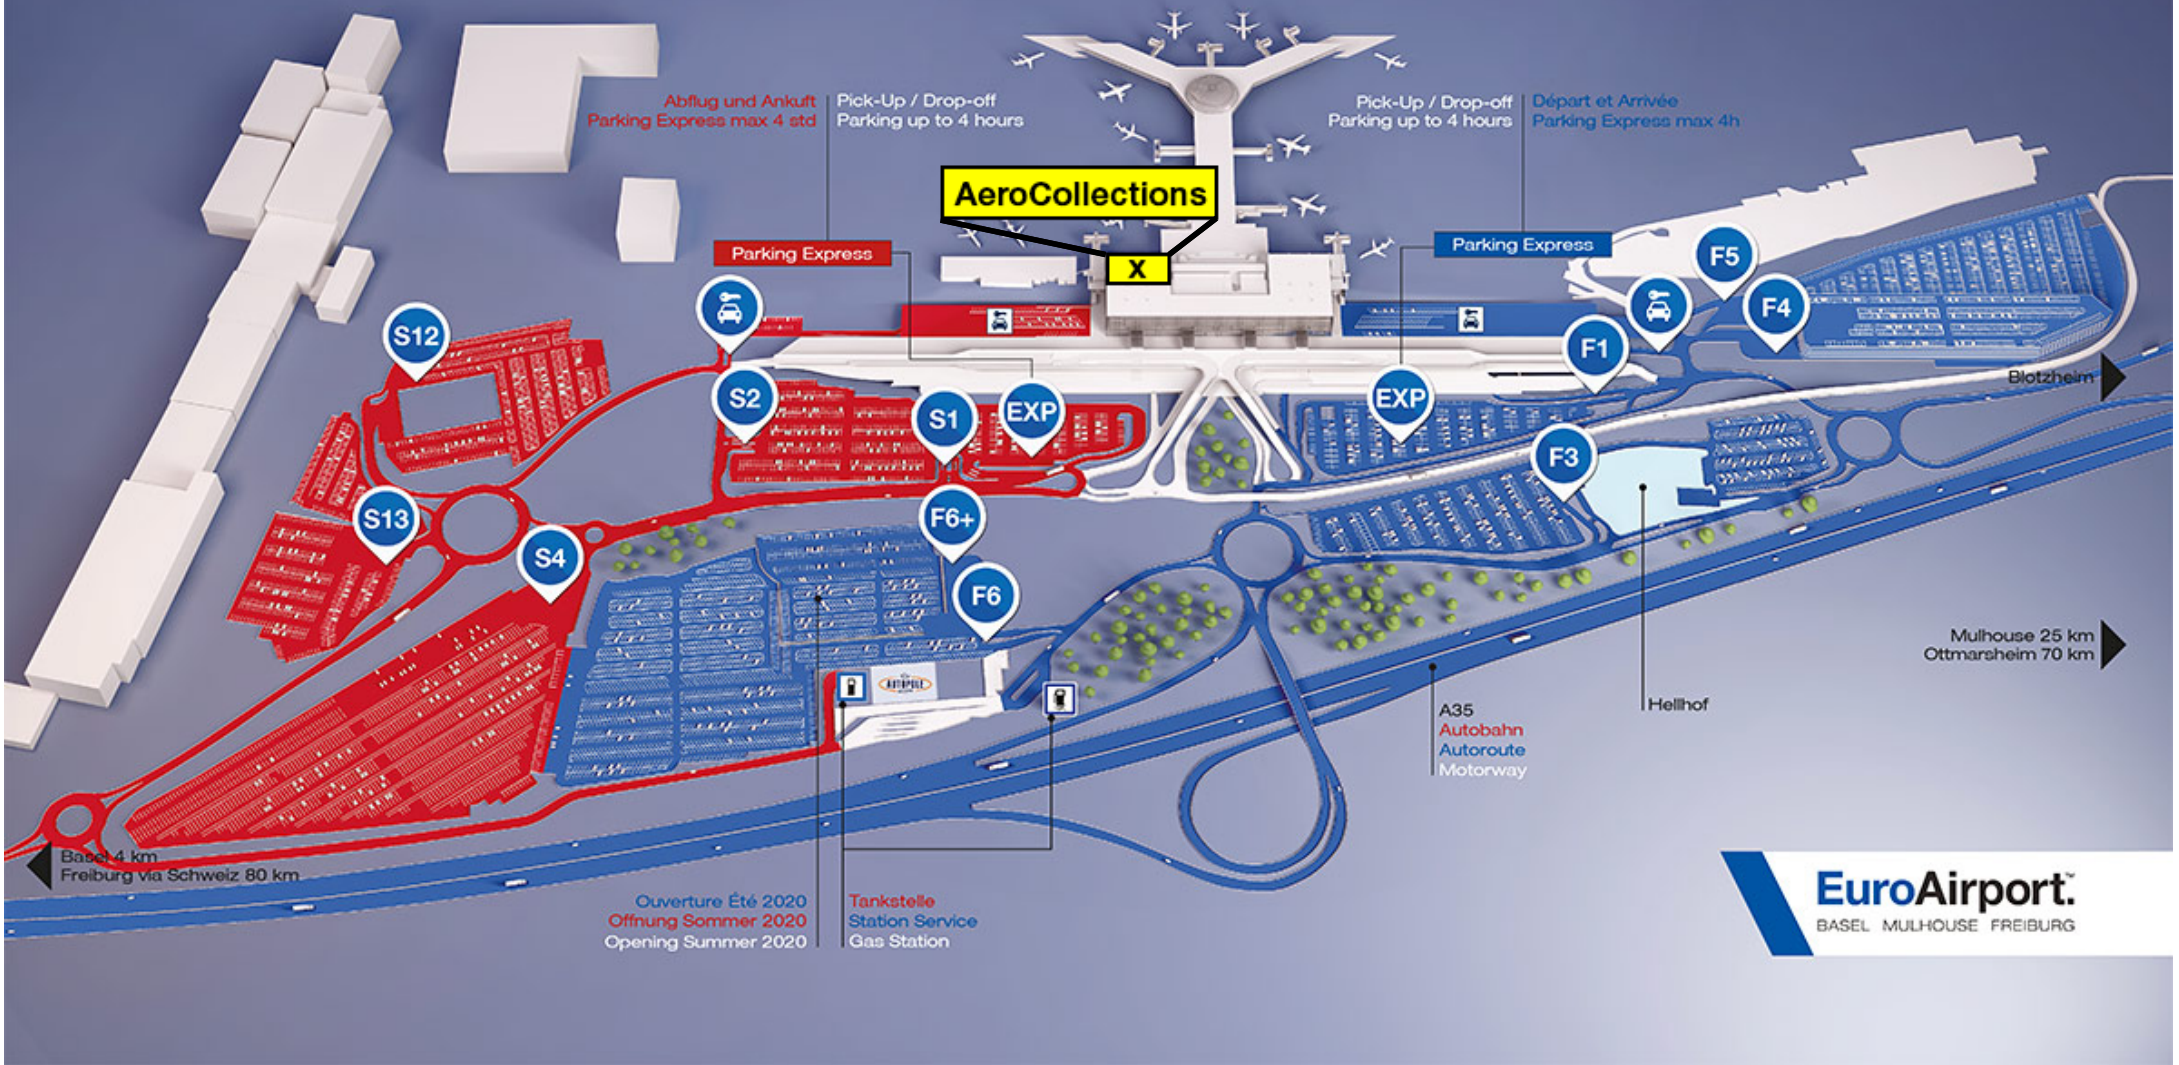 Abflug und Ankuft
Parking Express max 4 std
Pick-Up / Drop-off
Parking up to 4 hours
Pick-Up / Drop-off
Parking up to 4 hours
Départ et Arrivée
Parking Express max 4h
AeroCollections
x
Parking Express
Parking Express
F5
F4
F1
S12
S2
S1
EXP
EXP
F3
Blotzheim
S13
S4
F6+
F6
AUTOPOLE
Mulhouse 25 km
Ottmarsheim 70 km
Hellhof
A35
Autobahn
Autoroute
Motorway
Basel 4 km
Freiburg via Schweiz 80 km
Ouverture Été 2020
Offnung Sommer 2020
Opening Summer 2020
Tankstelle
Station Service
Gas Station
EuroAirport.™
BASEL MULHOUSE FREIBURG